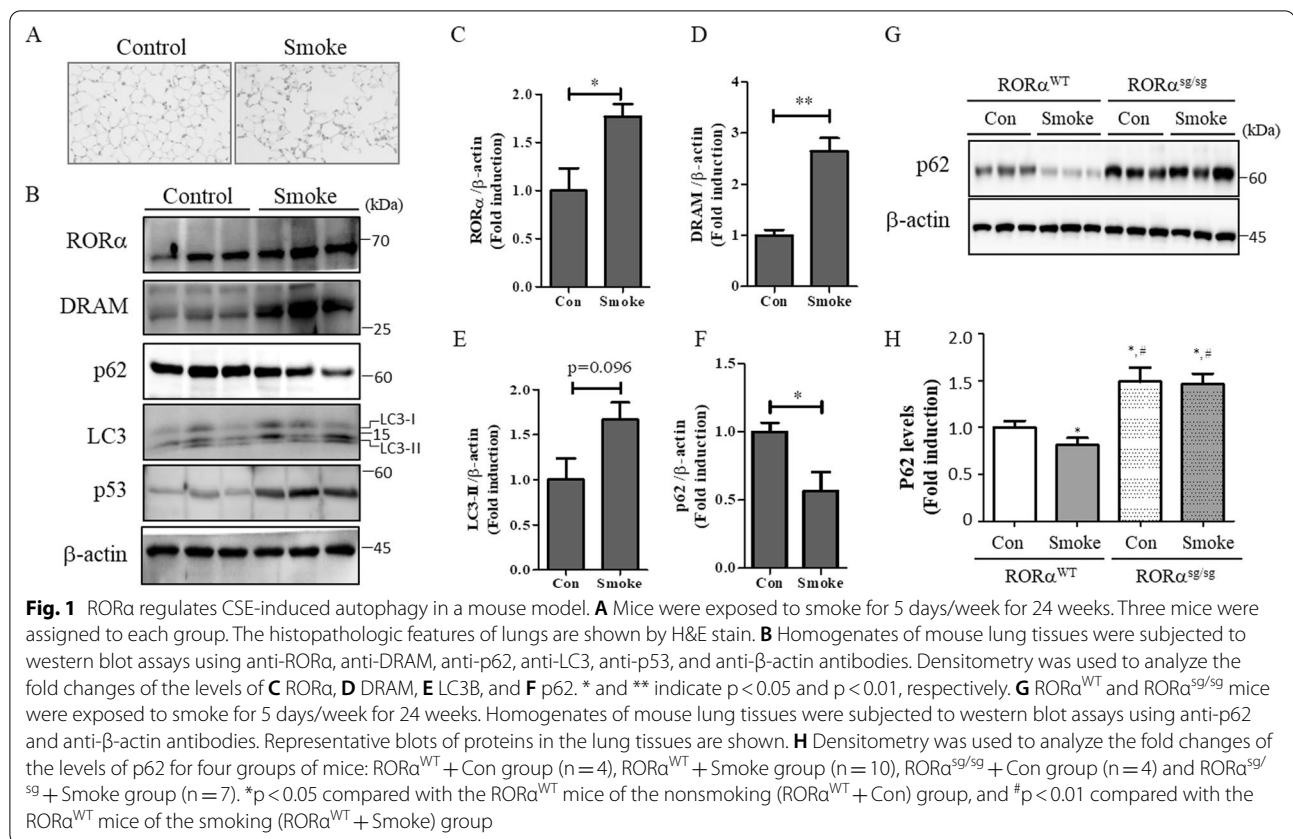 A
Control Smoke
B
Control Smoke (kDa)
RORα 70
DRAM 25
p62 60
LC3 LC3-I
15
LC3-II
p53 60
β-actin 45
C
RORα /β-actin
(Fold induction)
2.0
1.5
1.0
0.5
0.0
*
Con Smoke
D
DRAM /β-actin
(Fold induction)
4
3
2
1
0
**
Con Smoke
E
LC3-II/β-actin
(Fold induction)
2.0
1.5
1.0
0.5
0.0
p=0.096
Con Smoke
F
p62 /β-actin
(Fold induction)
1.5
1.0
0.5
0.0
*
Con Smoke
G
RORα^WT RORα^sg/sg
Con Smoke Con Smoke (kDa)
p62 60
β-actin 45
H
P62 levels
(Fold induction)
2.0
1.5
1.0
0.5
0.0
* *,# *,#
Con Smoke Con Smoke
RORα^WT RORα^sg/sg
Fig. 1 RORα regulates CSE-induced autophagy in a mouse model. A Mice were exposed to smoke for 5 days/week for 24 weeks. Three mice were
assigned to each group. The histopathologic features of lungs are shown by H&E stain. B Homogenates of mouse lung tissues were subjected to
western blot assays using anti-RORα, anti-DRAM, anti-p62, anti-LC3, anti-p53, and anti-β-actin antibodies. Densitometry was used to analyze the
fold changes of the levels of C RORα, D DRAM, E LC3B, and F p62. * and ** indicate p < 0.05 and p < 0.01, respectively. G RORα^WT and RORα^sg/sg mice
were exposed to smoke for 5 days/week for 24 weeks. Homogenates of mouse lung tissues were subjected to western blot assays using anti-p62
and anti-β-actin antibodies. Representative blots of proteins in the lung tissues are shown. H Densitometry was used to analyze the fold changes of
the levels of p62 for four groups of mice: RORα^WT + Con group (n = 4), RORα^WT + Smoke group (n = 10), RORα^sg/sg + Con group (n = 4) and RORα^sg/
^sg + Smoke group (n = 7). *p < 0.05 compared with the RORα^WT mice of the nonsmoking (RORα^WT + Con) group, and ^#p < 0.01 compared with the
RORα^WT mice of the smoking (RORα^WT + Smoke) group